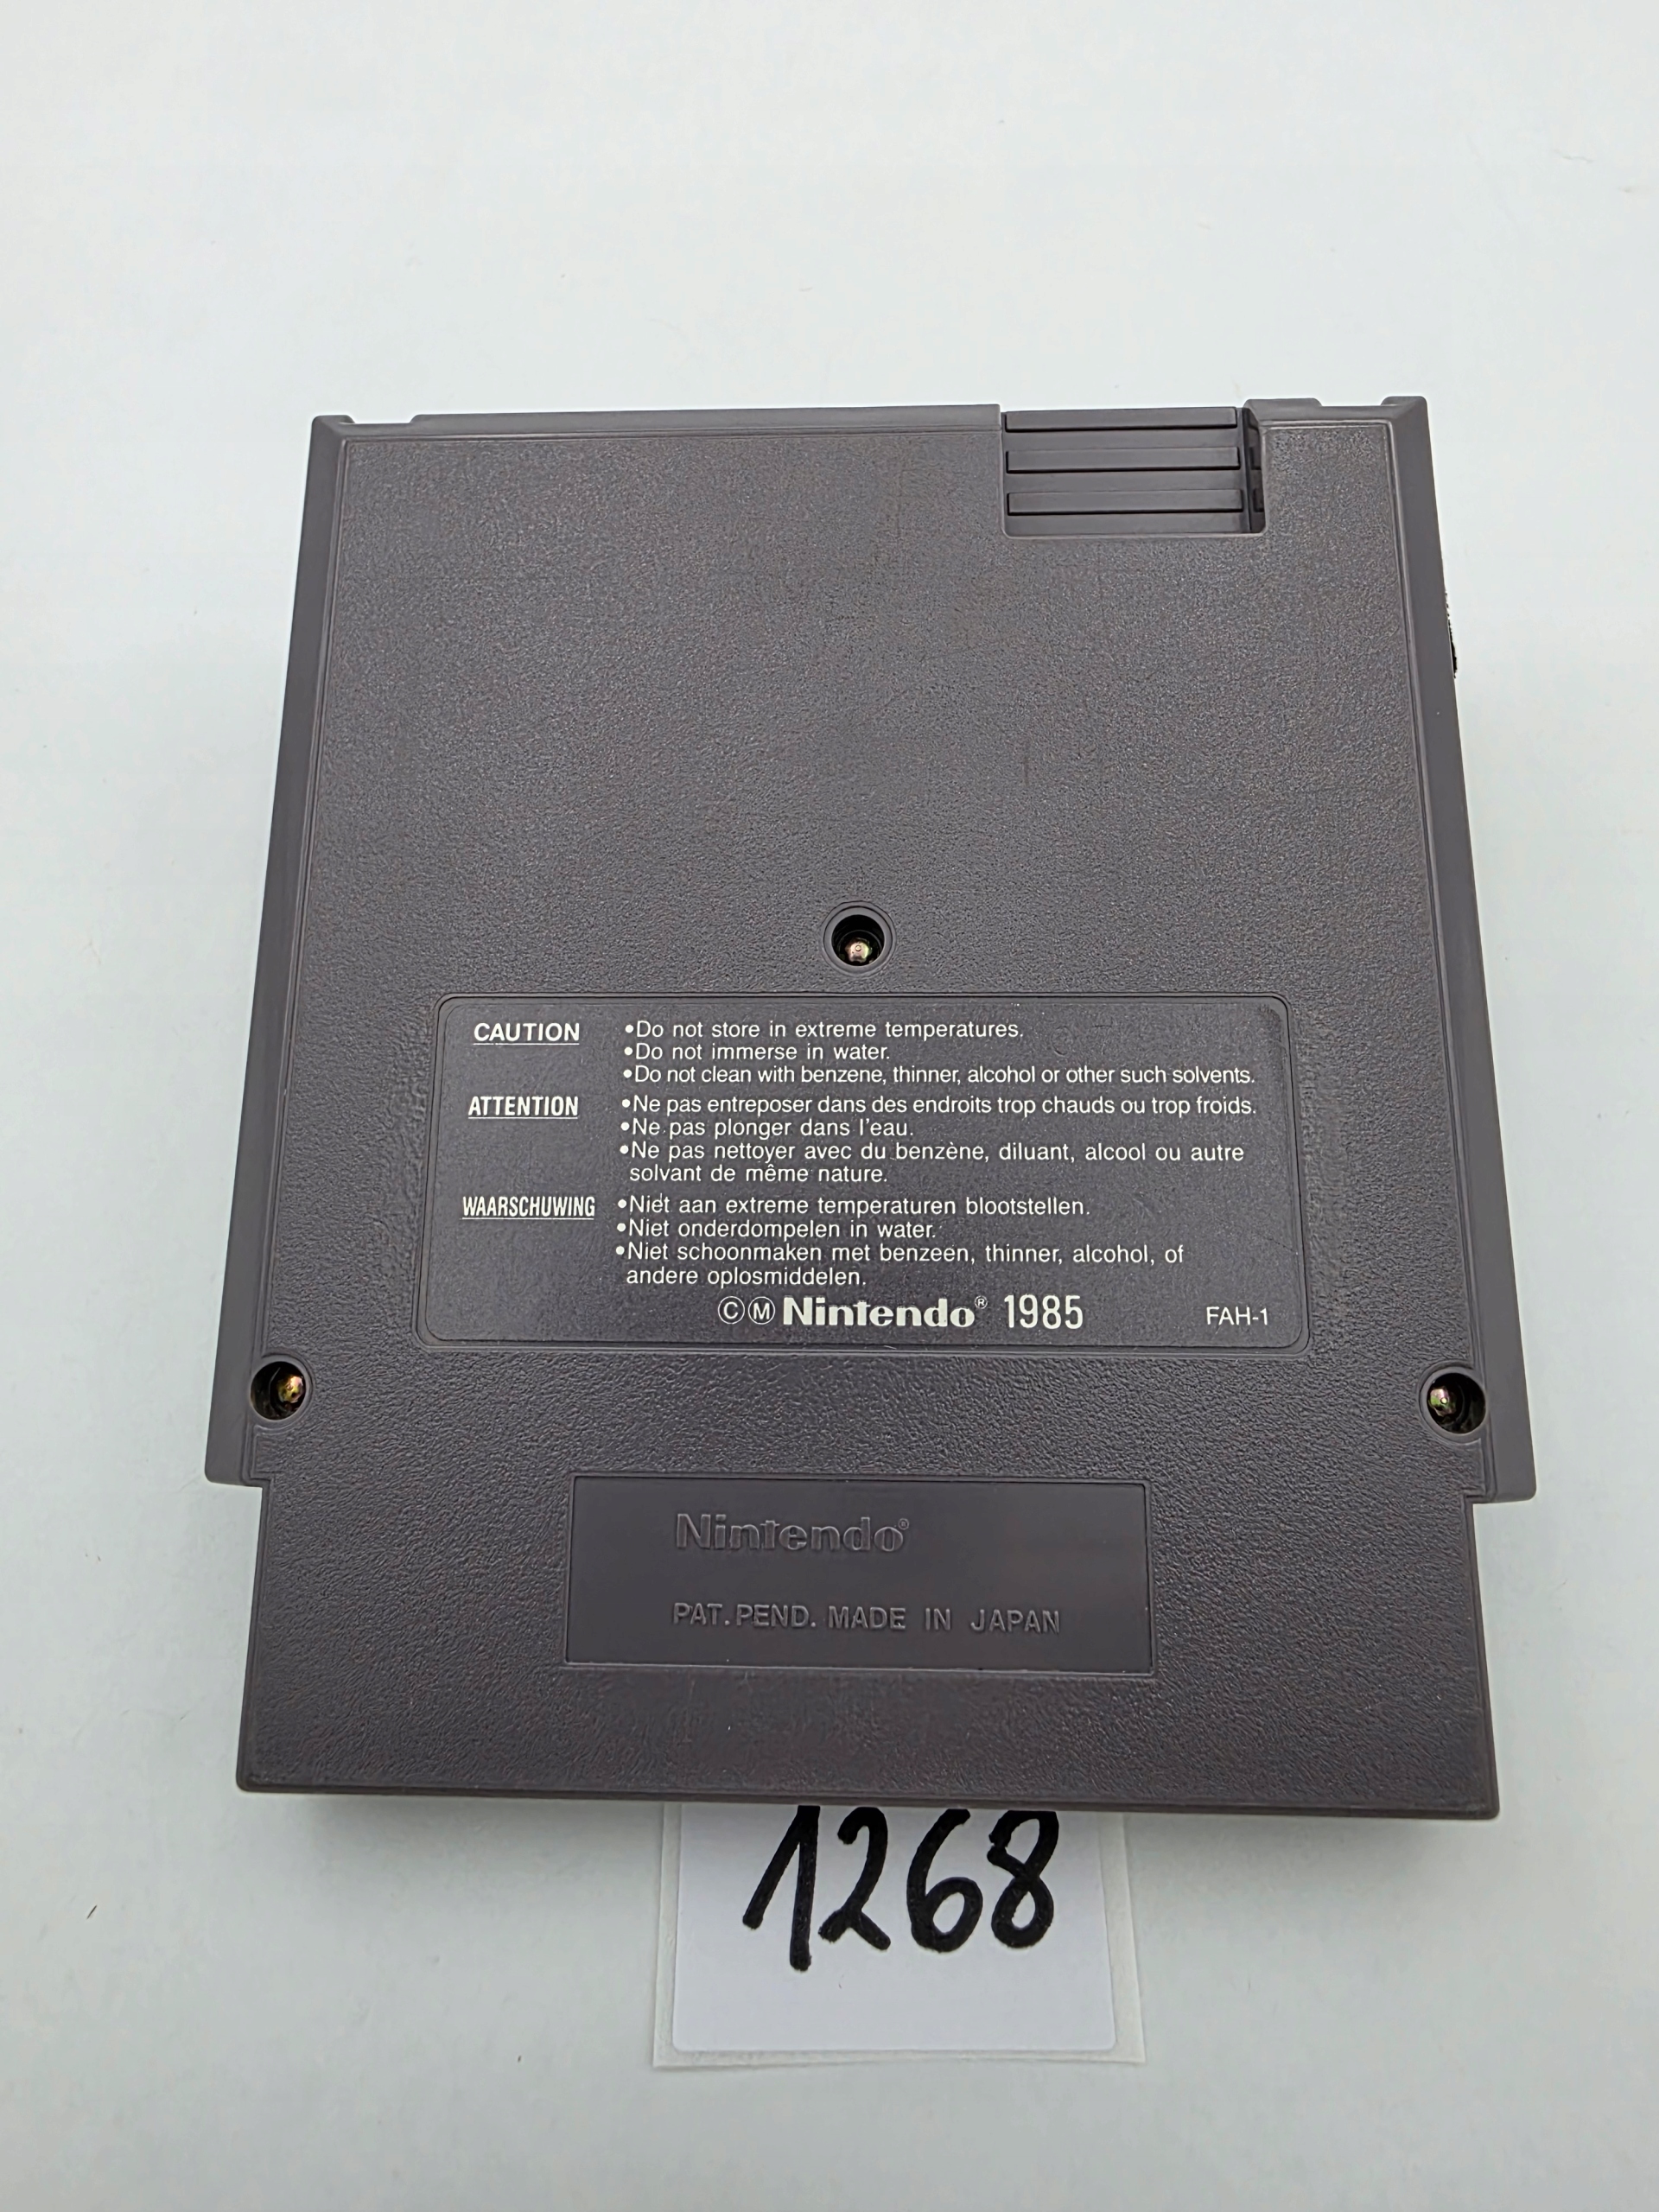 CAUTION •Do not store in extreme temperatures.
•Do not immerse in water.
•Do not clean with benzene, thinner, alcohol or other such solvents.
ATTENTION •Ne pas entreposer dans des endroits trop chauds ou trop froids.
•Ne pas plonger dans l'eau.
•Ne pas nettoyer avec du benzène, diluant, alcool ou autre
solvant de même nature.
WAARSCHUWING •Niet aan extreme temperaturen blootstellen.
•Niet onderdompelen in water.
•Niet schoonmaken met benzeen, thinner, alcohol, of
andere oplosmiddelen.
ⒸⓂ Nintendo® 1985 FAH-1
Nintendo®
PAT. PEND. MADE IN JAPAN
1268